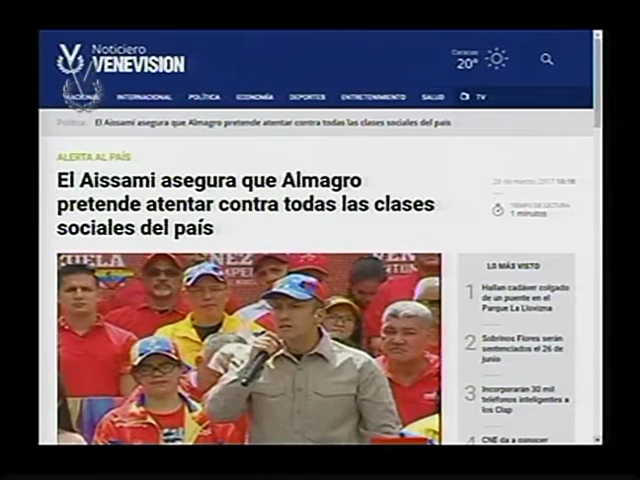 Noticiero
VENEVISION
Caracas
20°
INTERNACIONAL POLÍTICA ECONOMÍA DEPORTES ENTRETENIMIENTO SALUD TV
Política El Aissami asegura que Almagro pretende atentar contra todas las clases sociales del país
ALERTA AL PAÍS
El Aissami asegura que Almagro
pretende atentar contra todas las clases
sociales del país
28 de marzo, 2017
TIEMPO DE LECTURA
1 minutos
LO MÁS VISTO
1 Hallan cadáver colgado
de un puente en el
Parque La Llovizna
2 Sobrinos Flores serán
sentenciados el 26 de
junio
3 Incorporarán 30 mil
teléfonos inteligentes a
los Clap
4 CNE da a conocer